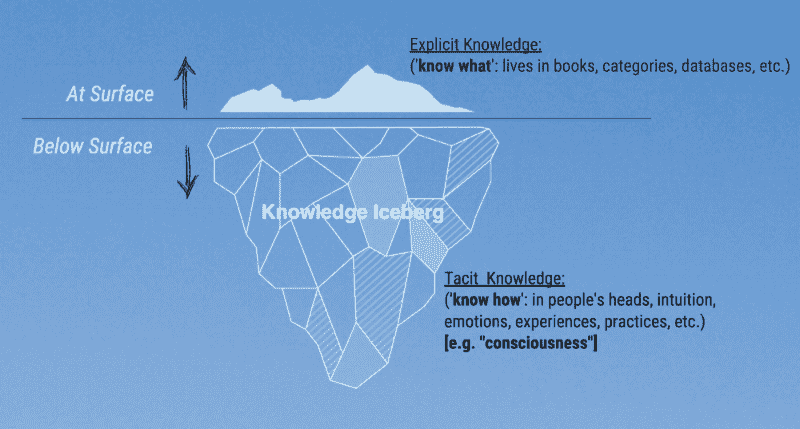 Explicit Knowledge:
('know what': lives in books, categories, databases, etc.)
At Surface
Below Surface
Knowledge Iceberg
Tacit Knowledge:
('know how': in people's heads, intuition,
emotions, experiences, practices, etc.)
[e.g. "consciousness"]